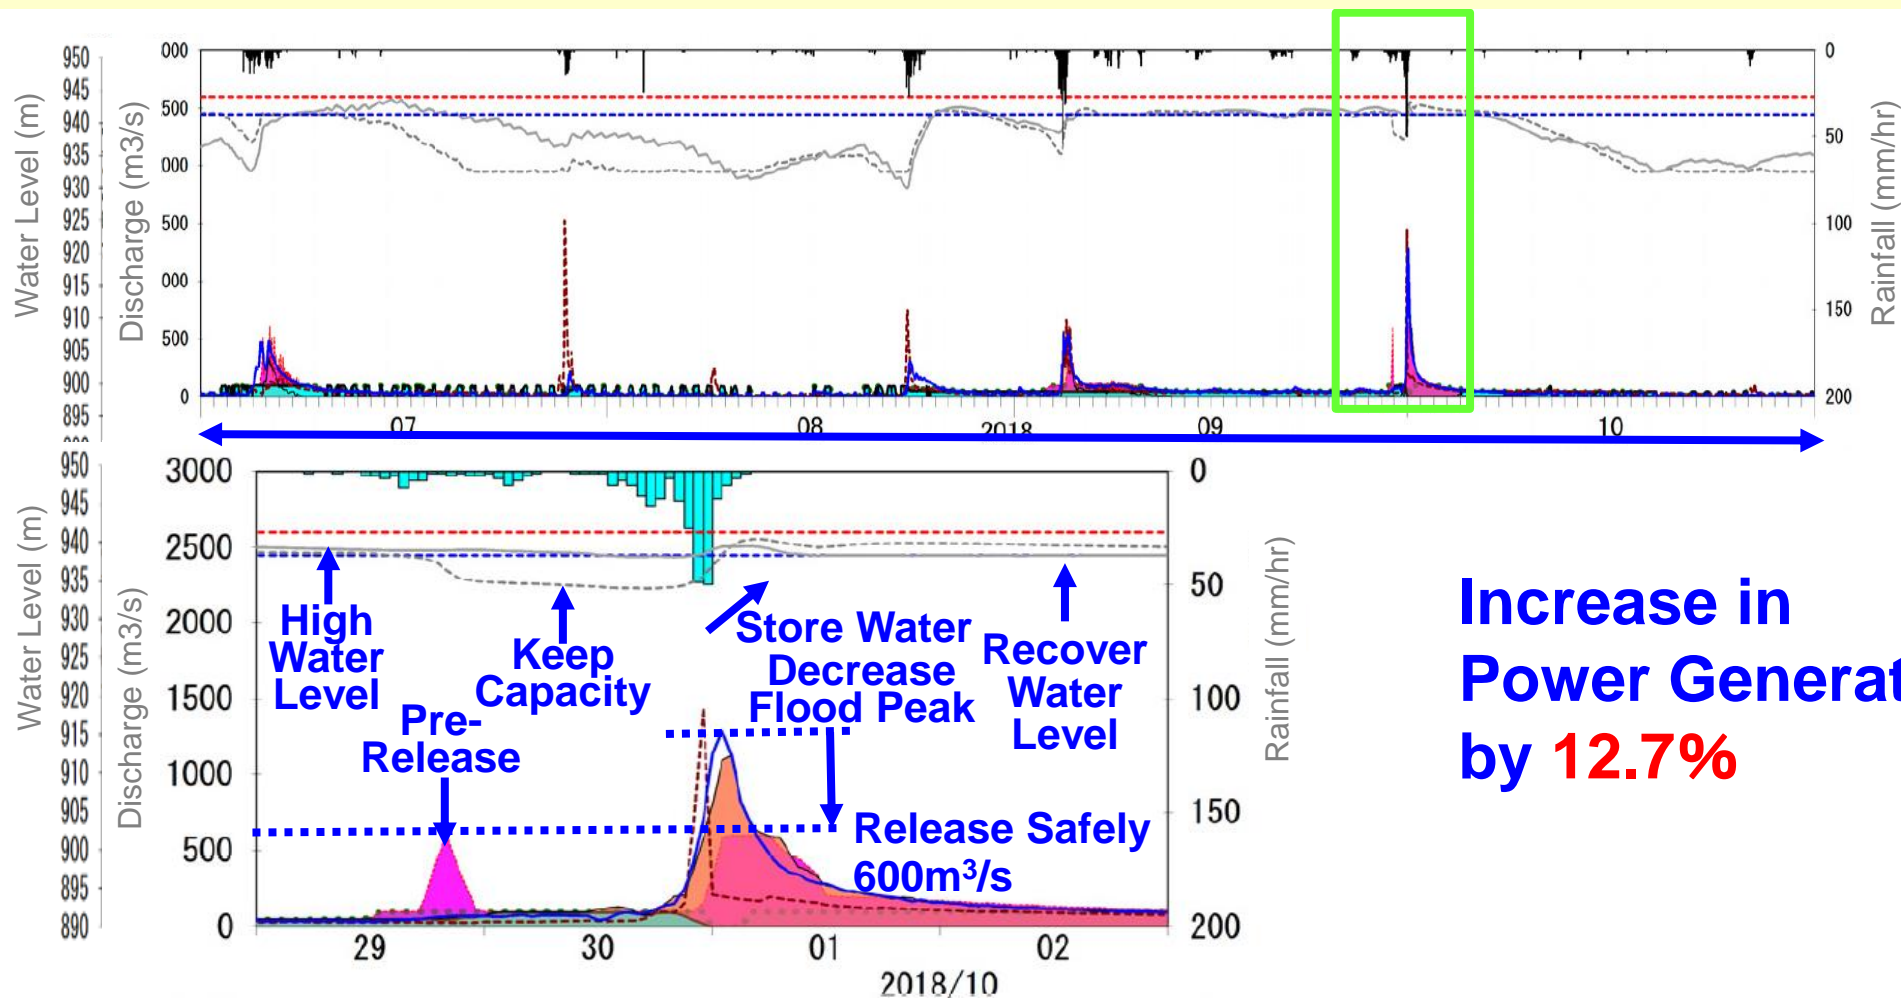 Water Level (m)
950
945
940
935
930
925
920
915
910
905
900
895
Discharge (m3/s)
000
500
000
500
000
500
0
0
50
100
150
200
Rainfall (mm/hr)
07
08
2018
09
10
Water Level (m)
950
945
940
935
930
925
920
915
910
905
900
895
890
Discharge (m3/s)
3000
2500
2000
1500
1000
500
0
0
50
100
150
200
Rainfall (mm/hr)
High
Water
Level
Pre-
Release
Keep
Capacity
Store Water
Decrease
Flood Peak
Recover
Water
Level
Release Safely
600m³/s
29
30
01
02
2018/10
Increase in
Power Generat
by 12.7%